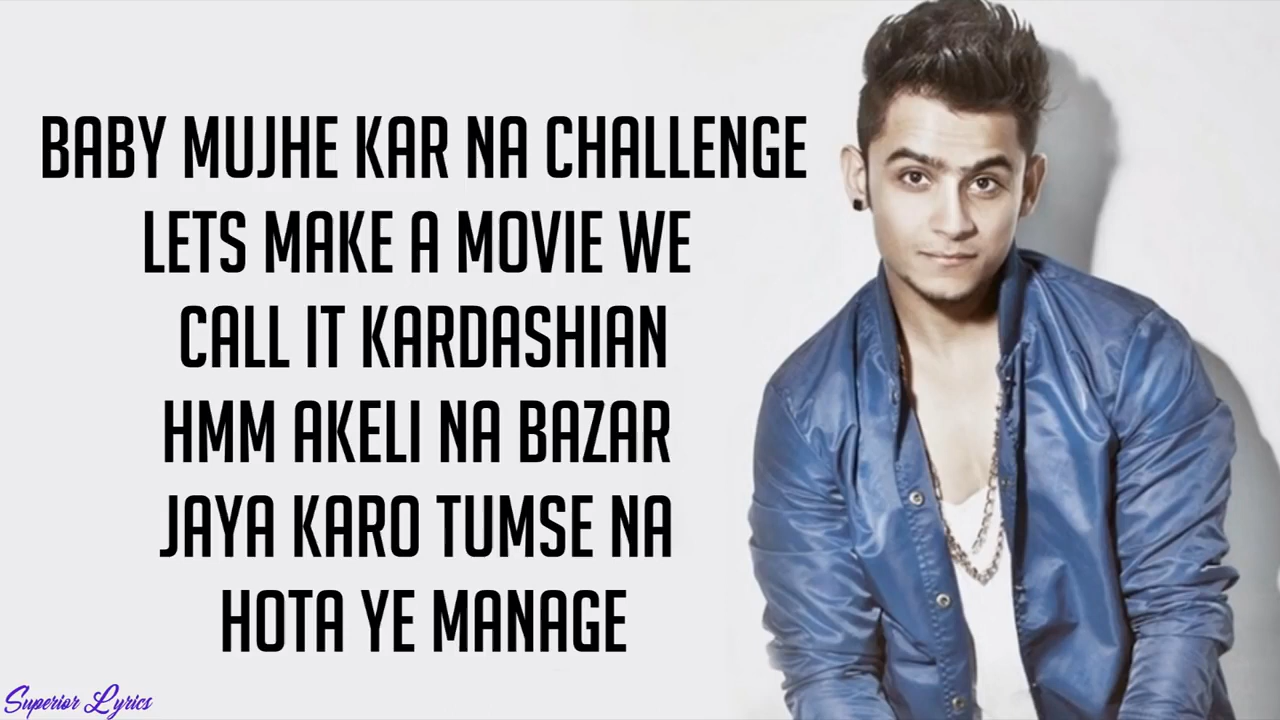 BABY MUJHE KAR NA CHALLENGE
LETS MAKE A MOVIE WE
CALL IT KARDASHIAN
HMM AKELI NA BAZAR
JAYA KARO TUMSE NA
HOTA YE MANAGE
Superior Lyrics